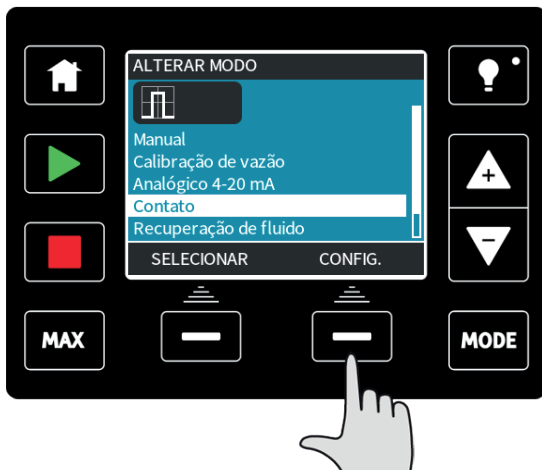 ALTERAR MODO
Manual
Calibração de vazão
Analógico 4-20 mA
Contato
Recuperação de fluido
SELECIONAR CONFIG.
+
-
MAX
MODE